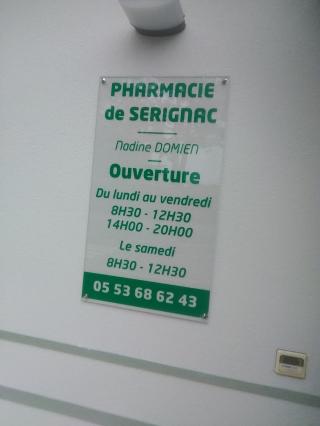 PHARMACIE
de SERIGNAC
Nadine DOMIEN
Ouverture
Du lundi au vendredi
8H30 - 12H30
14H00 - 20H00
Le samedi
8H30 - 12H30
05 53 68 62 43